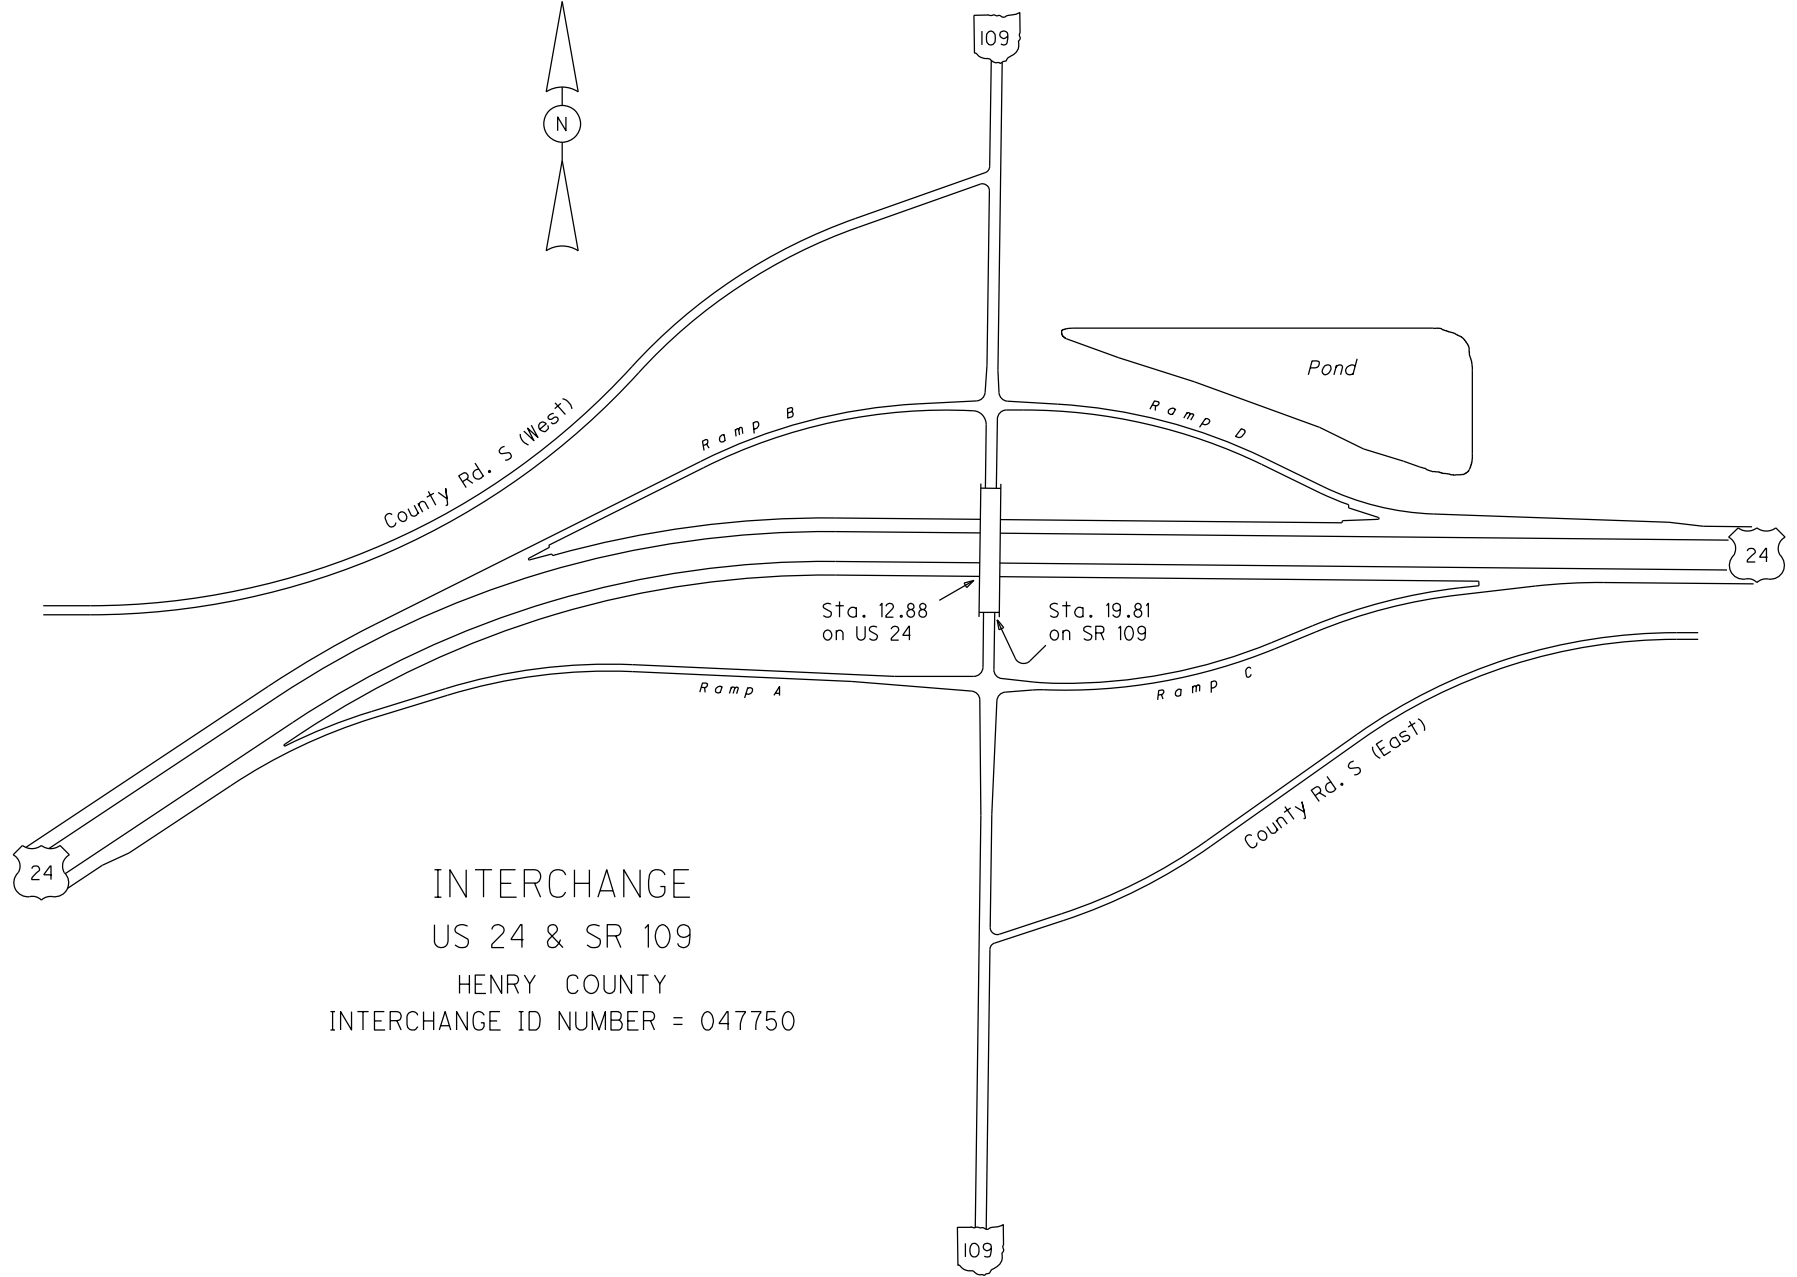 109
N
Pond
Ramp B
Ramp D
County Rd. S (West)
24
Sta. 12.88
on US 24
Sta. 19.81
on SR 109
Ramp A
Ramp C
County Rd. S (East)
24
INTERCHANGE
US 24 & SR 109
HENRY COUNTY
INTERCHANGE ID NUMBER = 047750
109